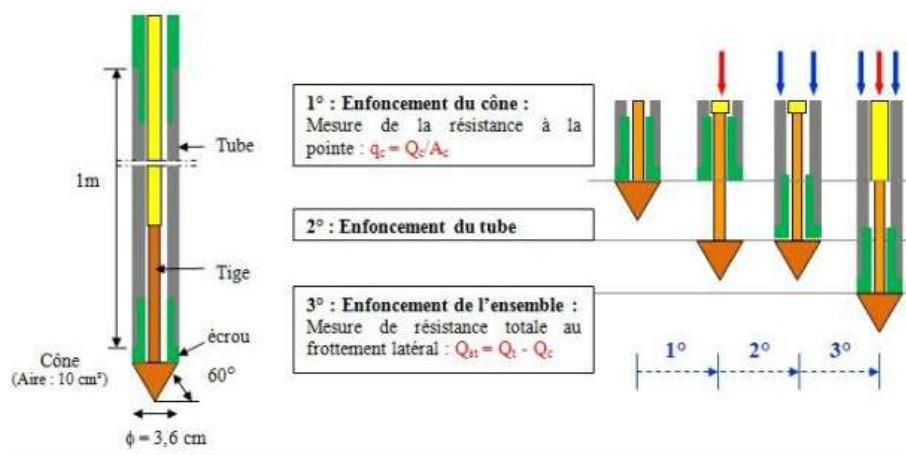 Tube
1m
Tige
écrou
Cône
(Aire : 10 cm²)
60°
ϕ = 3,6 cm
1° : Enfoncement du cône :
Mesure de la résistance à la
pointe : qc = Qc/Ac
2° : Enfoncement du tube
3° : Enfoncement de l'ensemble :
Mesure de résistance totale au
frottement latéral : Qst = Qt - Qc
1° 2° 3°